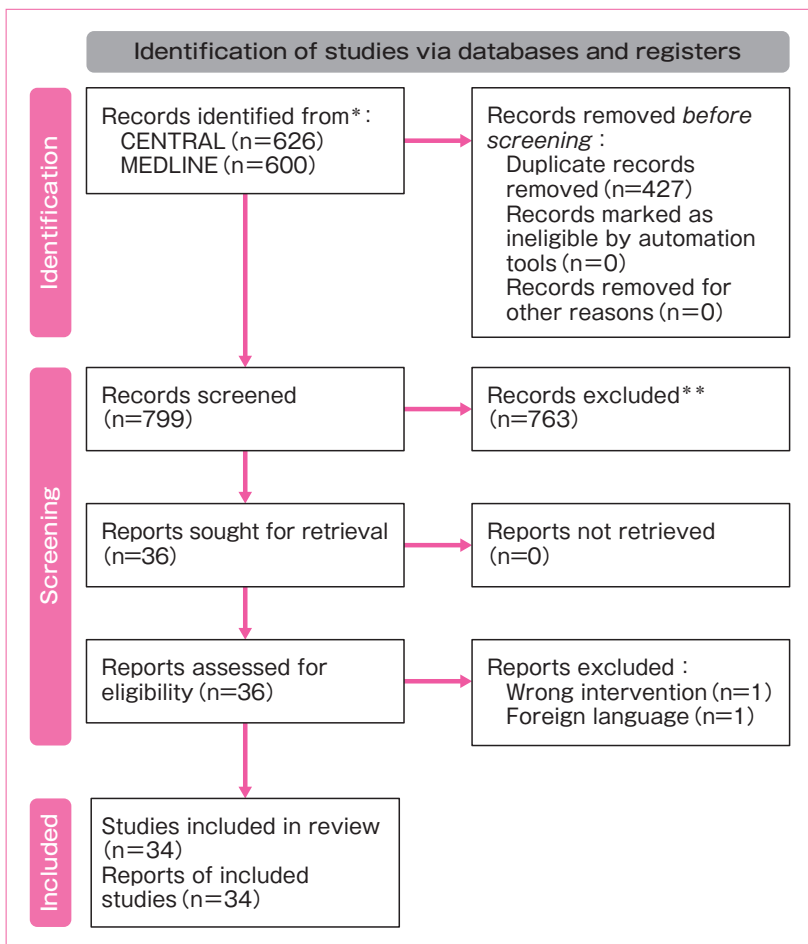 Identification of studies via databases and registers
Identification
Records identified from*:
CENTRAL (n=626)
MEDLINE (n=600)
Records removed before
screening :
Duplicate records
removed (n=427)
Records marked as
ineligible by automation
tools (n=0)
Records removed for
other reasons (n=0)
Screening
Records screened
(n=799)
Records excluded**
(n=763)
Reports sought for retrieval
(n=36)
Reports not retrieved
(n=0)
Reports assessed for
eligibility (n=36)
Reports excluded :
Wrong intervention (n=1)
Foreign language (n=1)
Included
Studies included in review
(n=34)
Reports of included
studies (n=34)